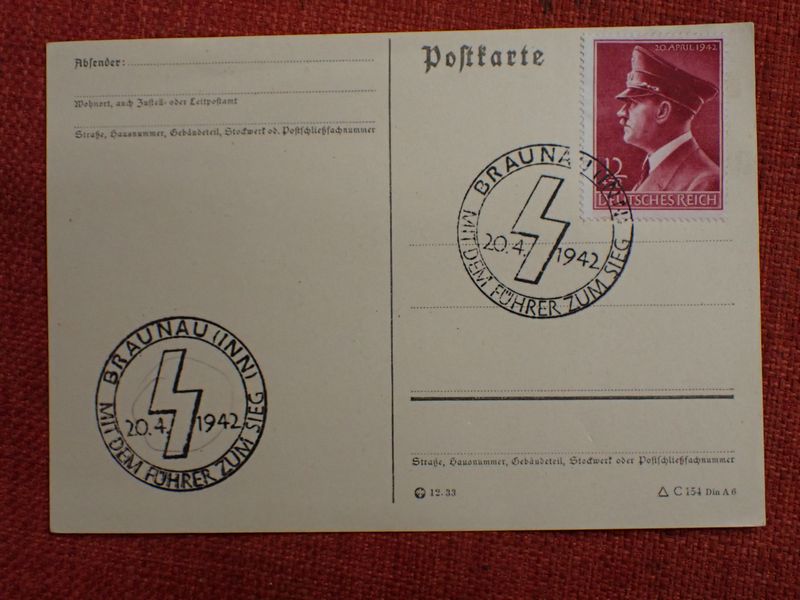 Absender:
Wohnort, auch Zustell- oder Leitpostamt
Straße, Hausnummer, Gebäudeteil, Stockwerk od. Postschließfachnummer
Postkarte
20. APRIL 1942
12
DEUTSCHES REICH
BRAUNAU (INN)
20.4. 1942
MIT DEM FÜHRER ZUM SIEG
BRAUNAU (INN)
20.4. 1942
MIT DEM FÜHRER ZUM SIEG
Straße, Hausnummer, Gebäudeteil, Stockwerk oder Postschließfachnummer
12. 33
C 154 Din A 6